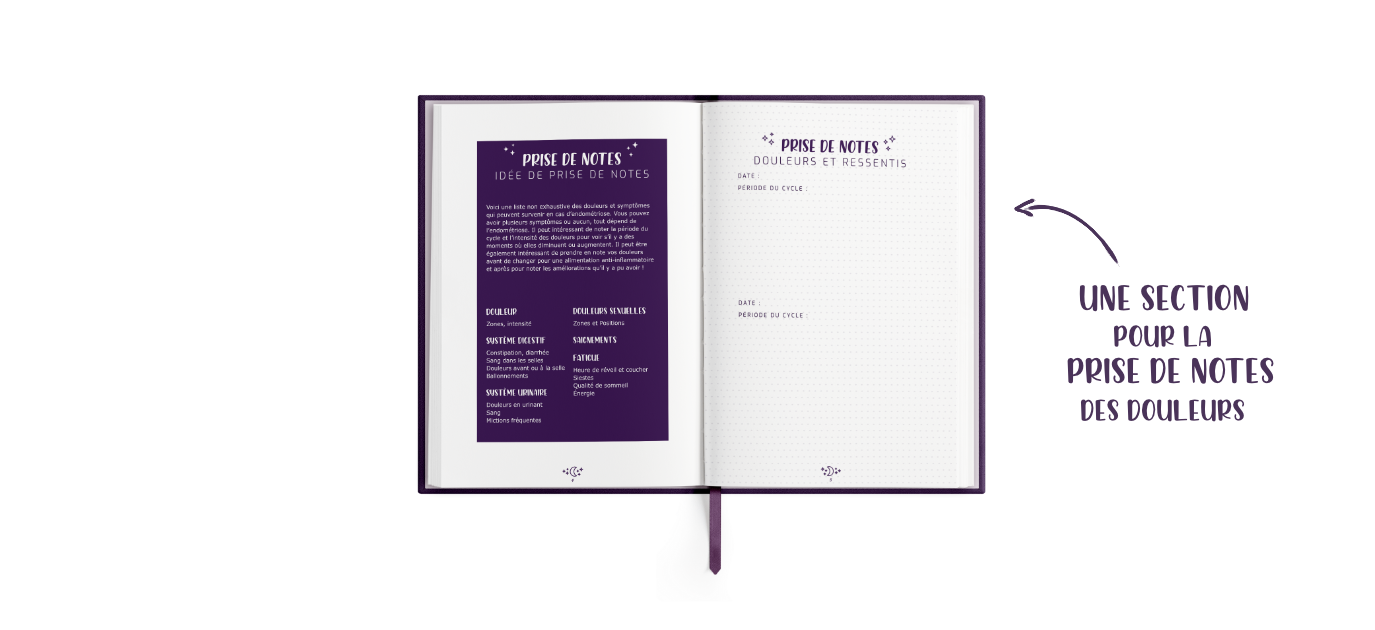 PRISE DE NOTES
IDÉE DE PRISE DE NOTES
Voici une liste non exhaustive des douleurs et symptômes
qui peuvent survenir en cas d'endométriose. Vous pouvez
avoir plusieurs symptômes ou aucun, tout dépend de
l'endométriose. Il peut intéressant de noter la période du
cycle et l'intensité des douleurs pour voir s'il y a des
moments où elles diminuent ou augmentent. Il peut être
également intéressant de prendre en note vos douleurs
avant de changer pour une alimentation anti-inflammatoire
et après pour noter les améliorations qu'il y a pu avoir !
DOULEUR
Zones, intensité
SYSTÈME DIGESTIF
Constipation, diarrhée
Sang dans les selles
Douleurs avant ou à la selle
Ballonnements
SYSTÈME URINAIRE
Douleurs en urinant
Sang
Mictions fréquentes
DOULEURS SEXUELLES
Zones et Positions
SAIGNEMENTS
FATIGUE
Heure de réveil et coucher
Siestes
Qualité de sommeil
Energie
PRISE DE NOTES
DOULEURS ET RESSENTIS
DATE :
PÉRIODE DU CYCLE :
DATE :
PÉRIODE DU CYCLE :
UNE SECTION
POUR LA
PRISE DE NOTES
DES DOULEURS